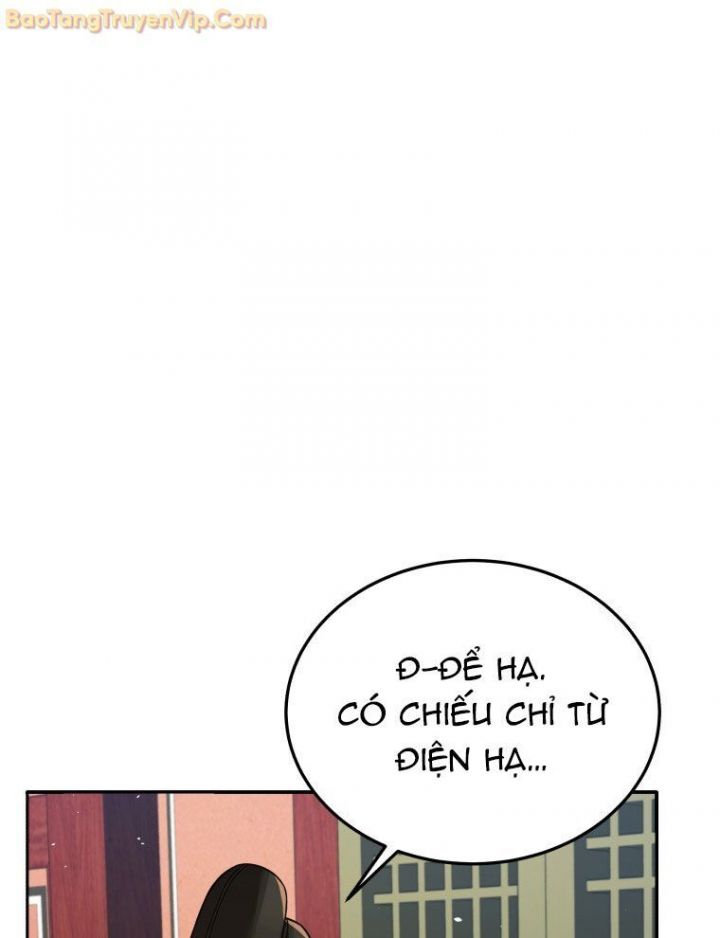 BaoTangTruyenVip.Com
Đ-ĐỂ HẠ.
CÓ CHIẾU CHỈ TỪ
ĐIỆN HẠ...